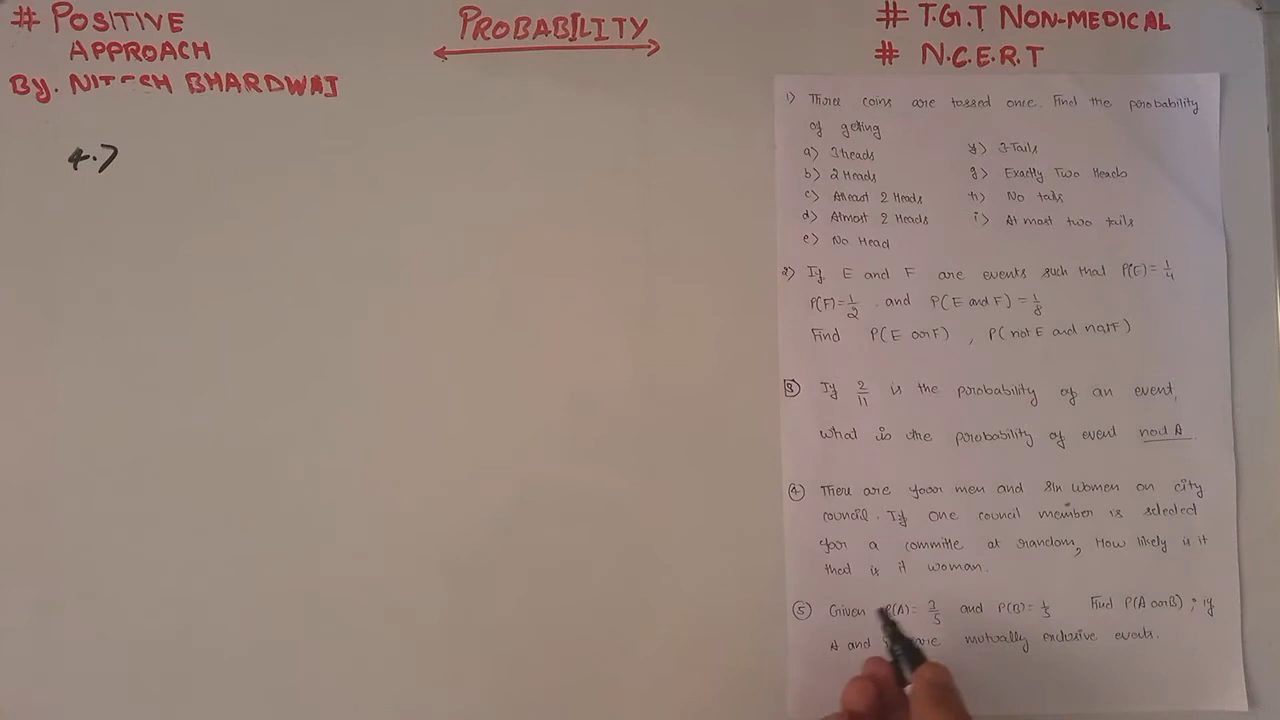 # POSITIVE
APPROACH
By. NITESH BHARDWAJ
PROBABILITY
# T.G.T NON-MEDICAL
# N.C.E.R.T
4.7
1) Three coins are tossed once. Find the probability
of geting
a) 3 heads
b) 2 Heads
c) Atleast 2 Heads
d) Atmost 2 Heads
e) No Head
f) 3 Tails
g) Exactly Two Heads
h) No tails
i) At most two tails
2) If E and F are events such that P(E)=1/4
P(F)=1/2 and P(E and F)=1/8
Find P(E or F), P(not E and not F)
3) If 2/11 is the probability of an event,
what is the probability of event not A.
4) There are four men and six women on city
council. If one council member is selected
for a committe at random, How likely is it
that is it woman.
5) Given P(A)= /5 and P(B)=1/5 Find P(A or B); if
A and are mutually exclusive events.